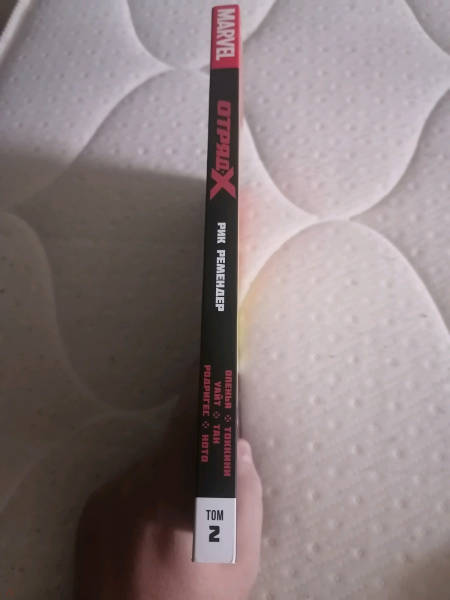 MARVEL
ОТРЯД X
РИК РЕМЕНДЕР
ОПЕНЬЯ ❖ ТОККИНИ
УАЙТ ❖ ТАН
РОДРИГЕС ❖ НОТО
ТОМ
2